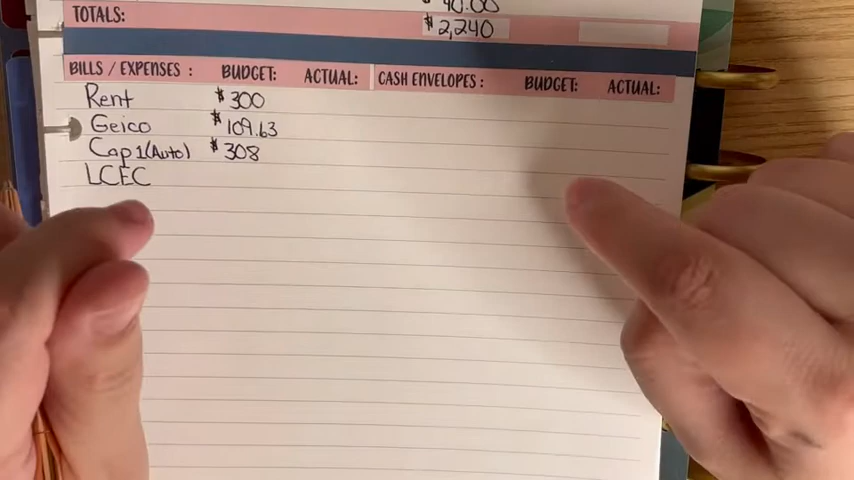 TOTALS:
$2,240
BILLS / EXPENSES : BUDGET: ACTUAL: CASH ENVELOPES : BUDGET: ACTUAL:
Rent $300
Geico $109.63
Cap1(Auto) $308
LCEC